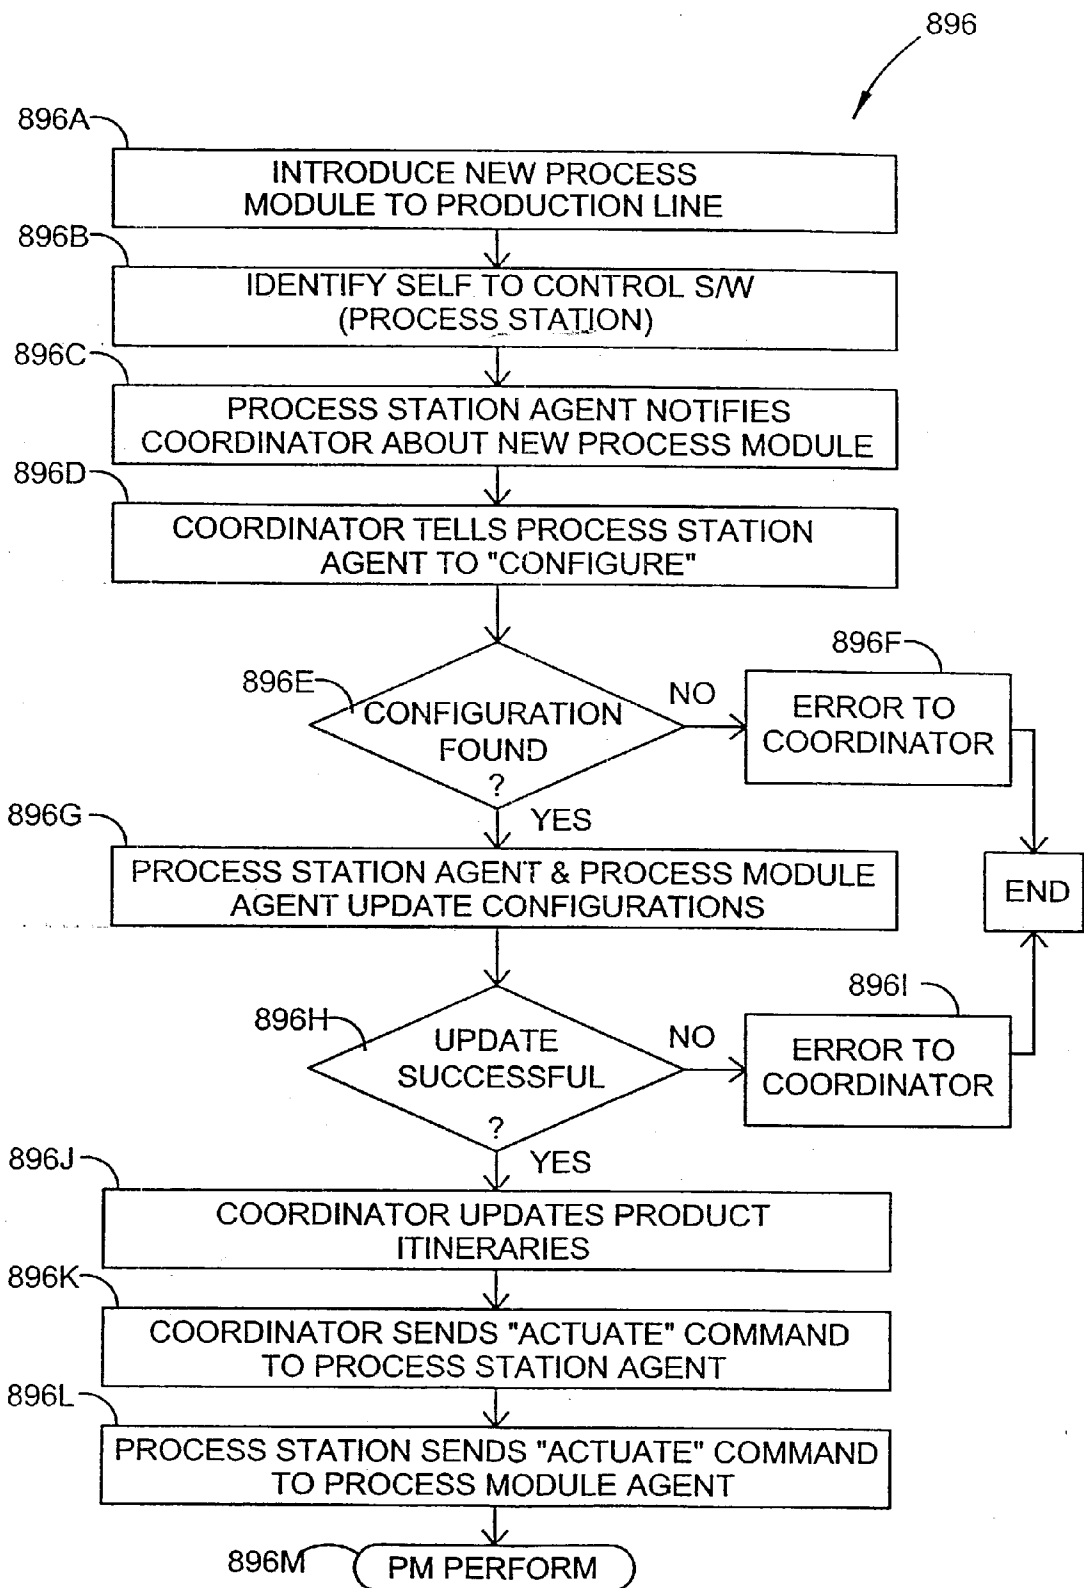 896
896A
INTRODUCE NEW PROCESS
MODULE TO PRODUCTION LINE
896B
IDENTIFY SELF TO CONTROL S/W
(PROCESS STATION)
896C
PROCESS STATION AGENT NOTIFIES
COORDINATOR ABOUT NEW PROCESS MODULE
896D
COORDINATOR TELLS PROCESS STATION
AGENT TO "CONFIGURE"
896E
CONFIGURATION
FOUND
?
NO
896F
ERROR TO
COORDINATOR
YES
896G
PROCESS STATION AGENT & PROCESS MODULE
AGENT UPDATE CONFIGURATIONS
END
896H
UPDATE
SUCCESSFUL
?
NO
896I
ERROR TO
COORDINATOR
YES
896J
COORDINATOR UPDATES PRODUCT
ITINERARIES
896K
COORDINATOR SENDS "ACTUATE" COMMAND
TO PROCESS STATION AGENT
896L
PROCESS STATION SENDS "ACTUATE" COMMAND
TO PROCESS MODULE AGENT
896M
PM PERFORM